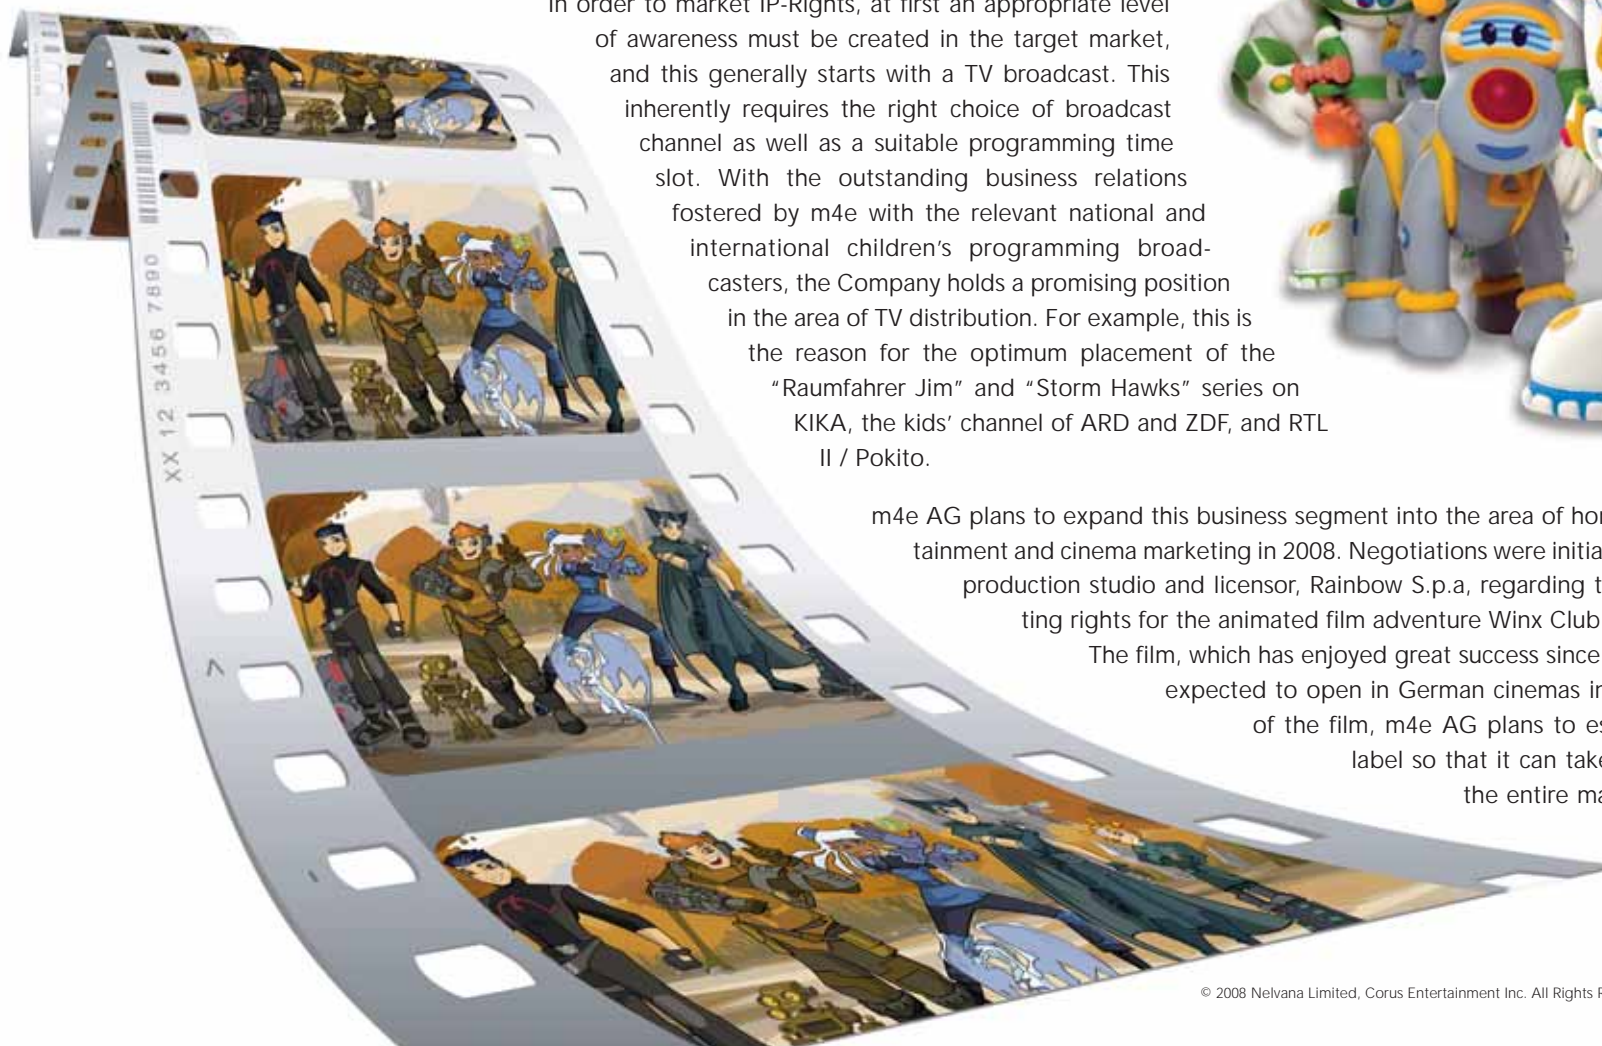 In order to market IP-Rights, at first an appropriate level
of awareness must be created in the target market,
and this generally starts with a TV broadcast. This
inherently requires the right choice of broadcast
channel as well as a suitable programming time
slot. With the outstanding business relations
fostered by m4e with the relevant national and
international children's programming broad-
casters, the Company holds a promising position
in the area of TV distribution. For example, this is
the reason for the optimum placement of the
"Raumfahrer Jim" and "Storm Hawks" series on
KIKA, the kids' channel of ARD and ZDF, and RTL
II / Pokito.
m4e AG plans to expand this business segment into the area of
tainment and cinema marketing in 2008. Negotiations were
production studio and licensor, Rainbow S.p.a, regarding
ting rights for the animated film adventure Winx Club
The film, which has enjoyed great success since
expected to open in German cinemas
of the film, m4e AG plans to
label so that it can
the entire
© 2008 Nelvana Limited, Corus Entertainment Inc. All Rights
XX 12 3456 7890